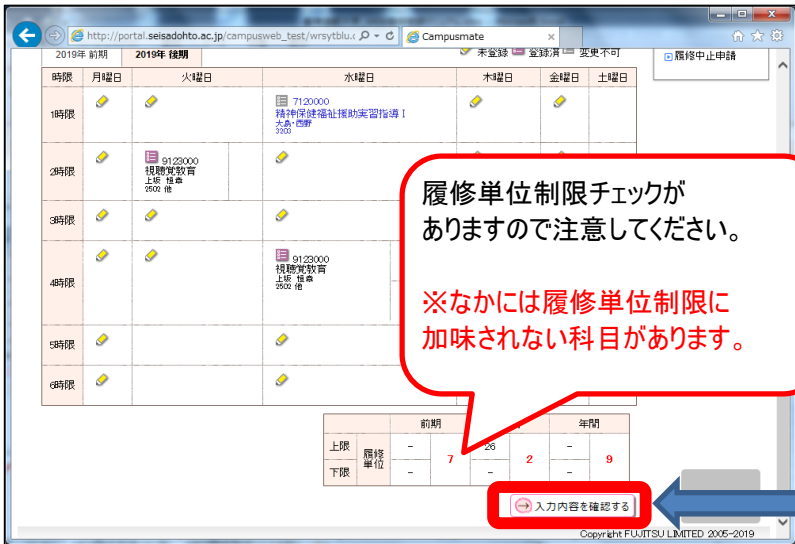 http://portal.seisadohto.ac.jp/campusweb_test/wrsytblu.c
Campusmate
2019年 前期 2019年 後期
未登録 登録済 変更不可
履修中止申請
時限 月曜日 火曜日 水曜日 木曜日 金曜日 土曜日
1時限
7120000
精神保健福祉援助実習指導Ⅰ
大島・西野
3203
2時限
9123000
視聴覚教育
上坂 恒章
2502 他
3時限
4時限
9123000
視聴覚教育
上坂 恒章
2502 他
5時限
6時限
履修単位制限チェックが
ありますので注意してください。
※なかには履修単位制限に
加味されない科目があります。
前期 年間
上限 履修単位 - 7 26 2 - 9
下限 - - -
入力内容を確認する
Copyright FUJITSU LIMITED 2005-2019